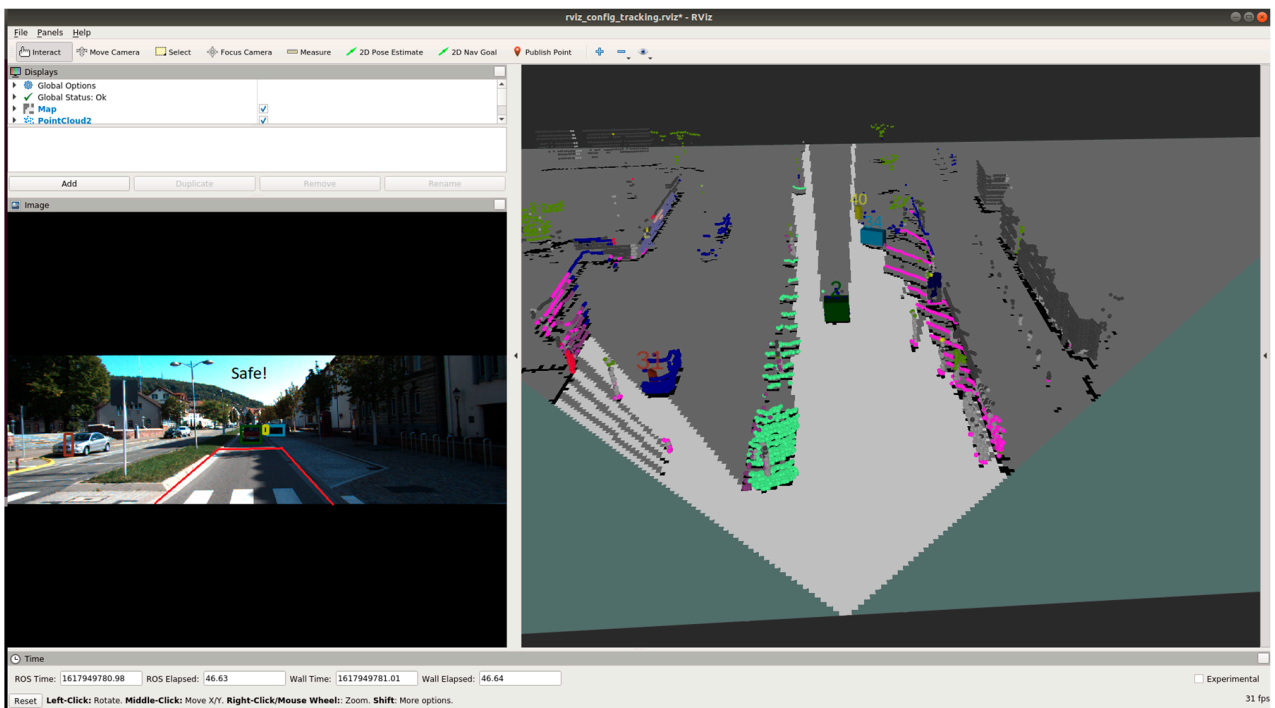 rviz_config_tracking.rviz* - RViz
File Panels Help
Interact Move Camera Select Focus Camera Measure 2D Pose Estimate 2D Nav Goal Publish Point
Displays
Global Options
Global Status: Ok
Map
PointCloud2
Add Duplicate Remove Rename
Image
Safe!
40
34
2
31
Time
ROS Time: 1617949780.98 ROS Elapsed: 46.63 Wall Time: 1617949781.01 Wall Elapsed: 46.64 Experimental
Reset Left-Click: Rotate. Middle-Click: Move X/Y. Right-Click/Mouse Wheel:: Zoom. Shift: More options. 31 fps